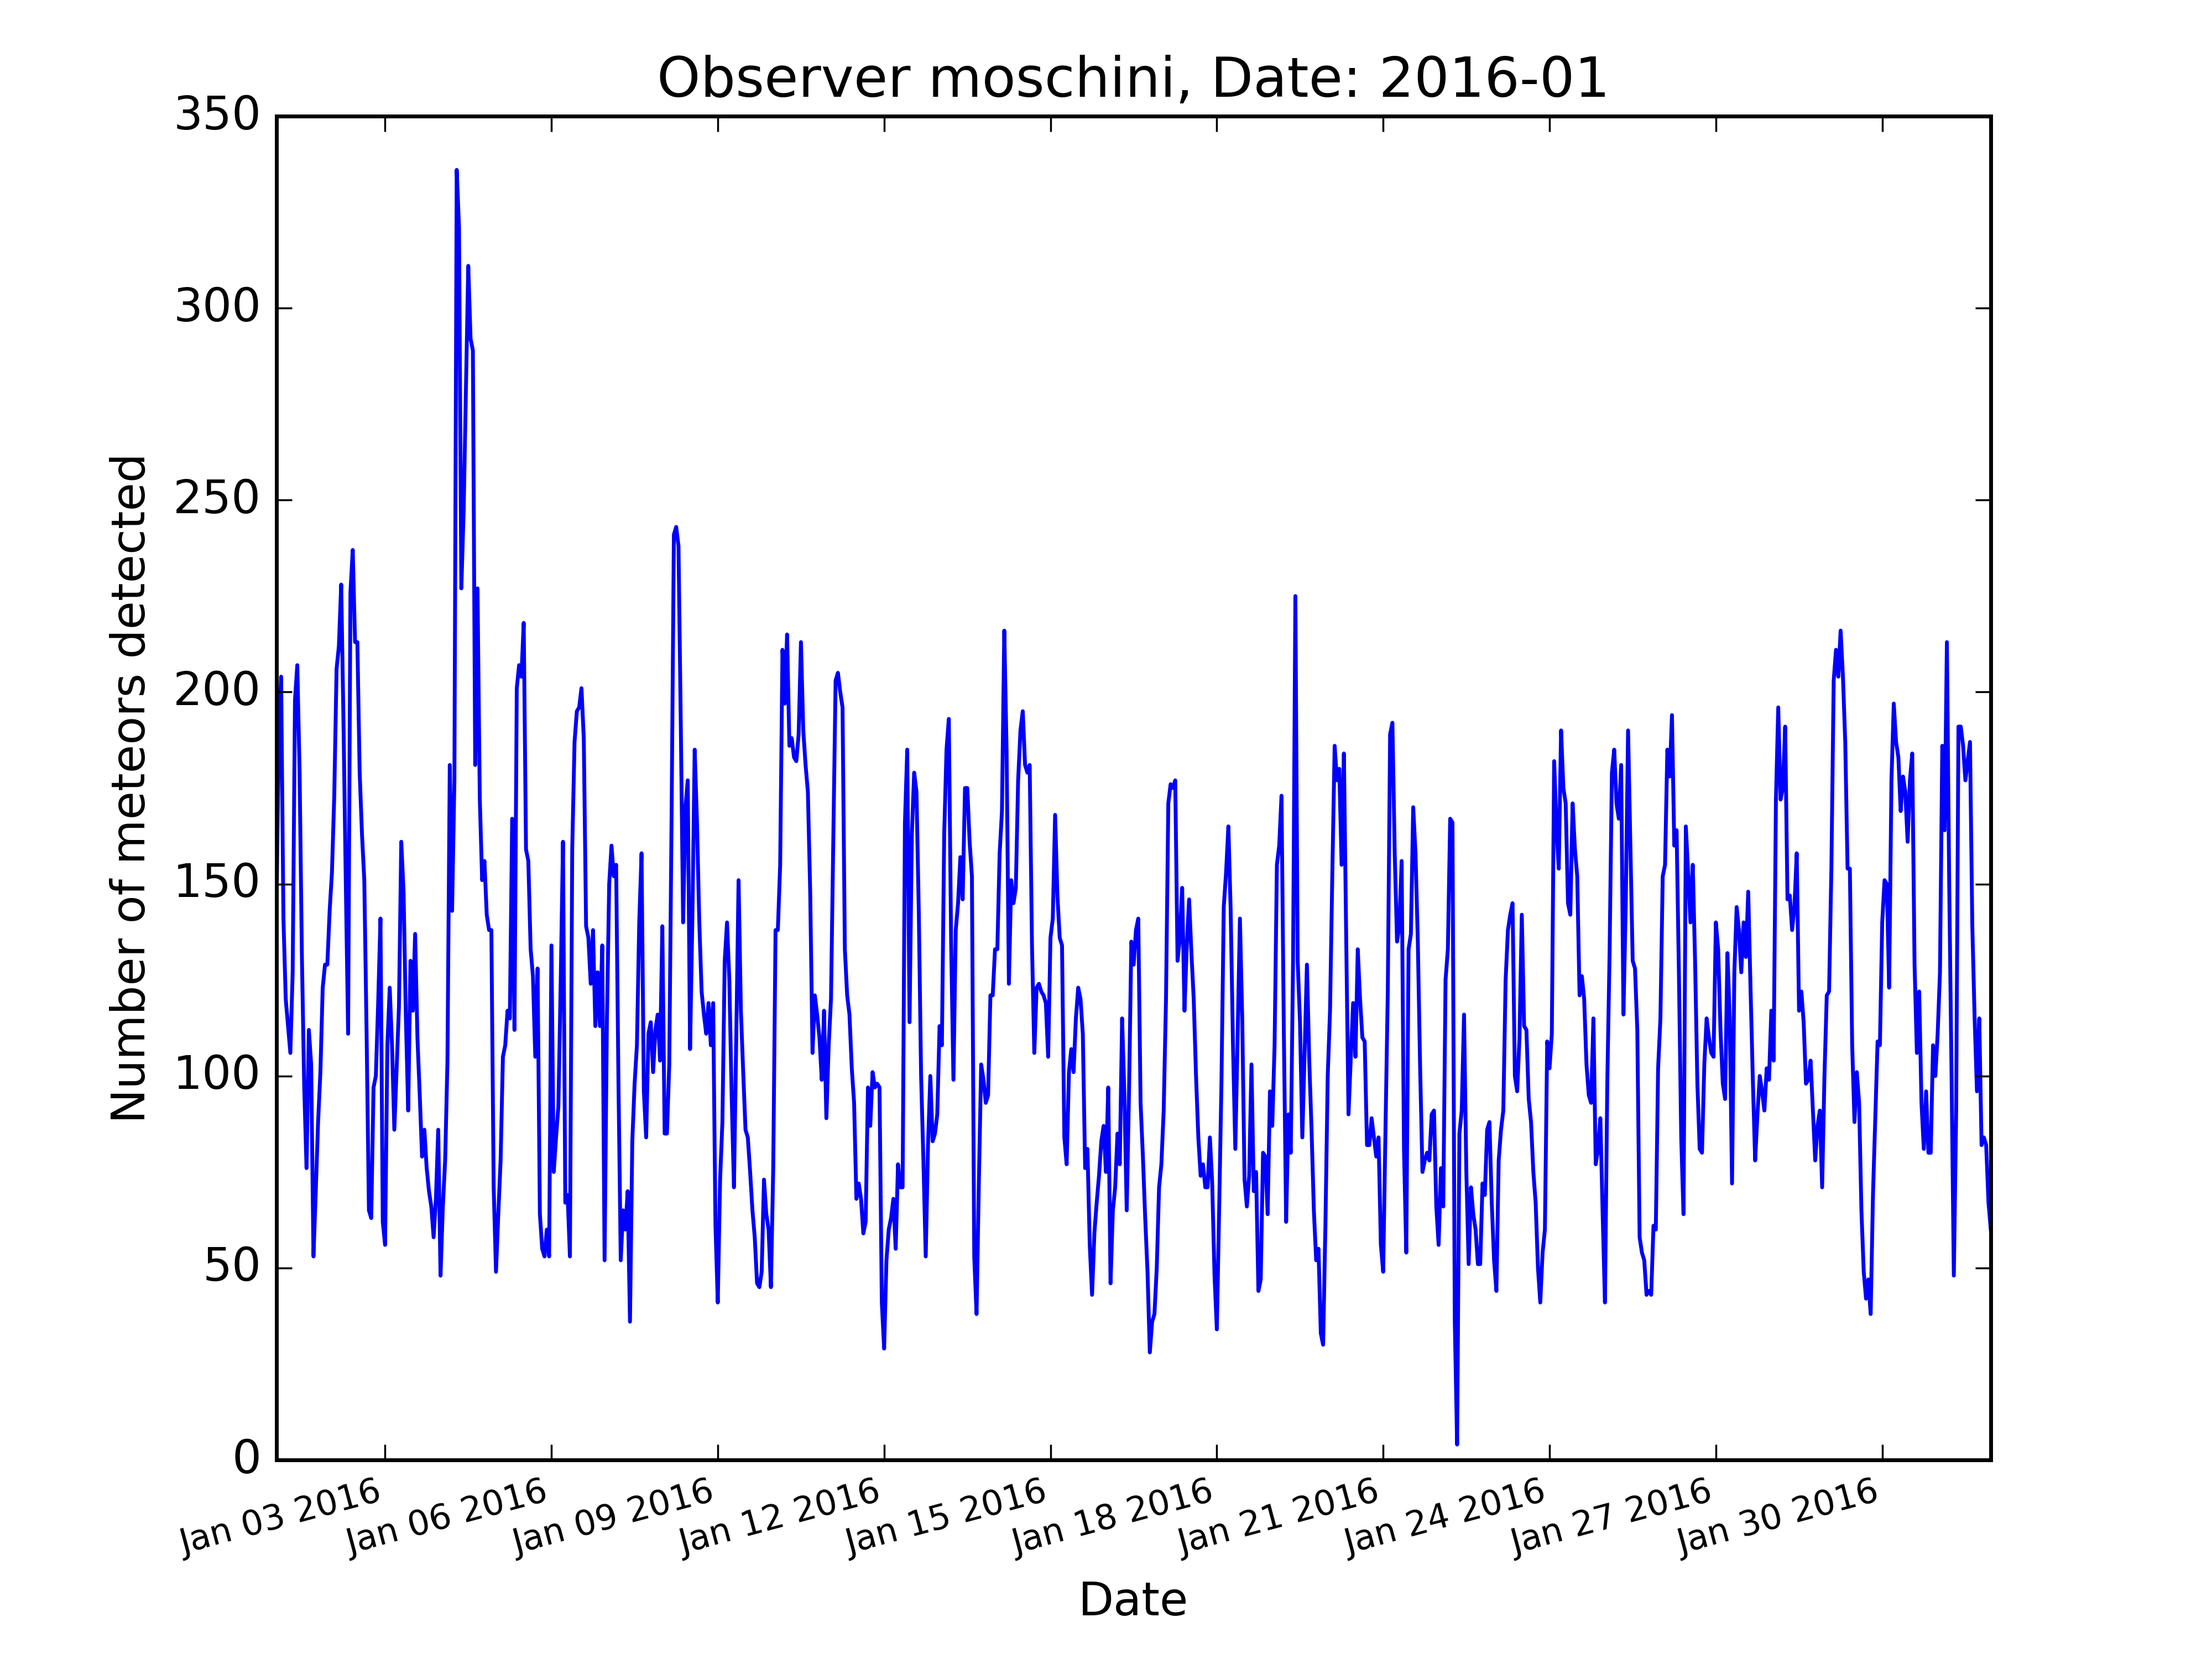 Observer moschini, Date: 2016-01
350
300
250
200
150
100
50
0
Number of meteors detected
Jan 03 2016
Jan 06 2016
Jan 09 2016
Jan 12 2016
Jan 15 2016
Jan 18 2016
Jan 21 2016
Jan 24 2016
Jan 27 2016
Jan 30 2016
Date